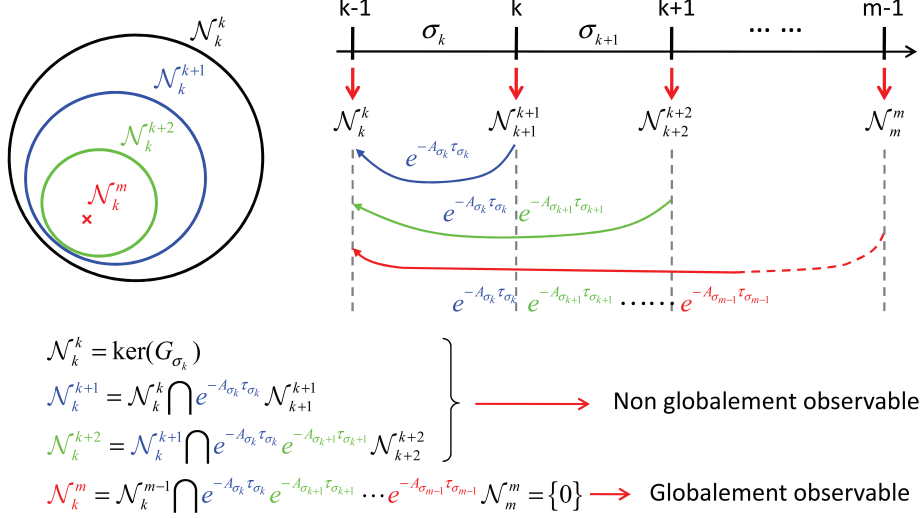 k-1 k k+1 m-1
σ_k σ_{k+1} ... ...
𝒩_k^k
𝒩_k^{k+1}
𝒩_k^{k+2}
𝒩_k^m
𝒩_k^k 𝒩_{k+1}^{k+1} 𝒩_{k+2}^{k+2} 𝒩_m^m
e^{-A_{σ_k} τ_{σ_k}}
e^{-A_{σ_k} τ_{σ_k}} e^{-A_{σ_{k+1}} τ_{σ_{k+1}}}
e^{-A_{σ_k} τ_{σ_k}} e^{-A_{σ_{k+1}} τ_{σ_{k+1}}} ...... e^{-A_{σ_{m-1}} τ_{σ_{m-1}}}
𝒩_k^k = ker(G_{σ_k})
𝒩_k^{k+1} = 𝒩_k^k ⋂ e^{-A_{σ_k} τ_{σ_k}} 𝒩_{k+1}^{k+1}
Non globalement observable
𝒩_k^{k+2} = 𝒩_k^{k+1} ⋂ e^{-A_{σ_k} τ_{σ_k}} e^{-A_{σ_{k+1}} τ_{σ_{k+1}}} 𝒩_{k+2}^{k+2}
𝒩_k^m = 𝒩_k^{m-1} ⋂ e^{-A_{σ_k} τ_{σ_k}} e^{-A_{σ_{k+1}} τ_{σ_{k+1}}} ... e^{-A_{σ_{m-1}} τ_{σ_{m-1}}} 𝒩_m^m = {0}
Globalement observable